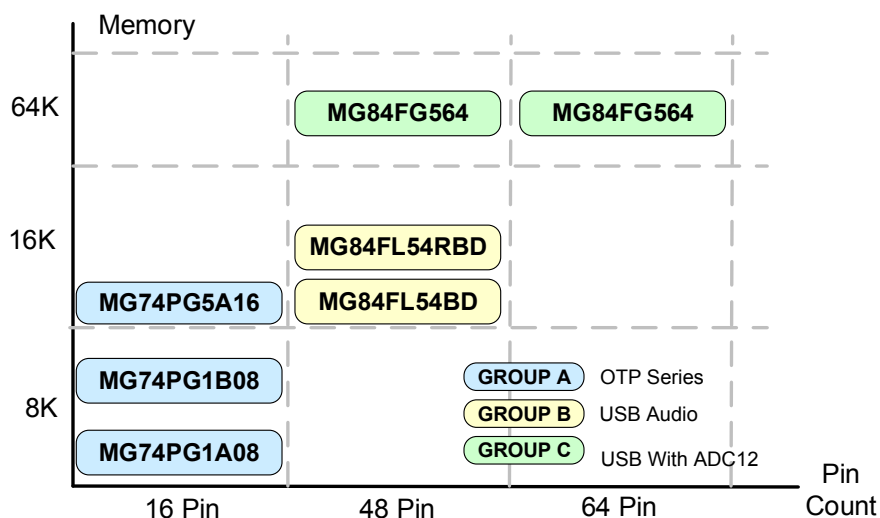 Memory
64K
MG84FG564
MG84FG564
16K
MG84FL54RBD
MG74PG5A16
MG84FL54BD
8K
MG74PG1B08
MG74PG1A08
GROUP A OTP Series
GROUP B USB Audio
GROUP C USB With ADC12
16 Pin
48 Pin
64 Pin
Pin
Count